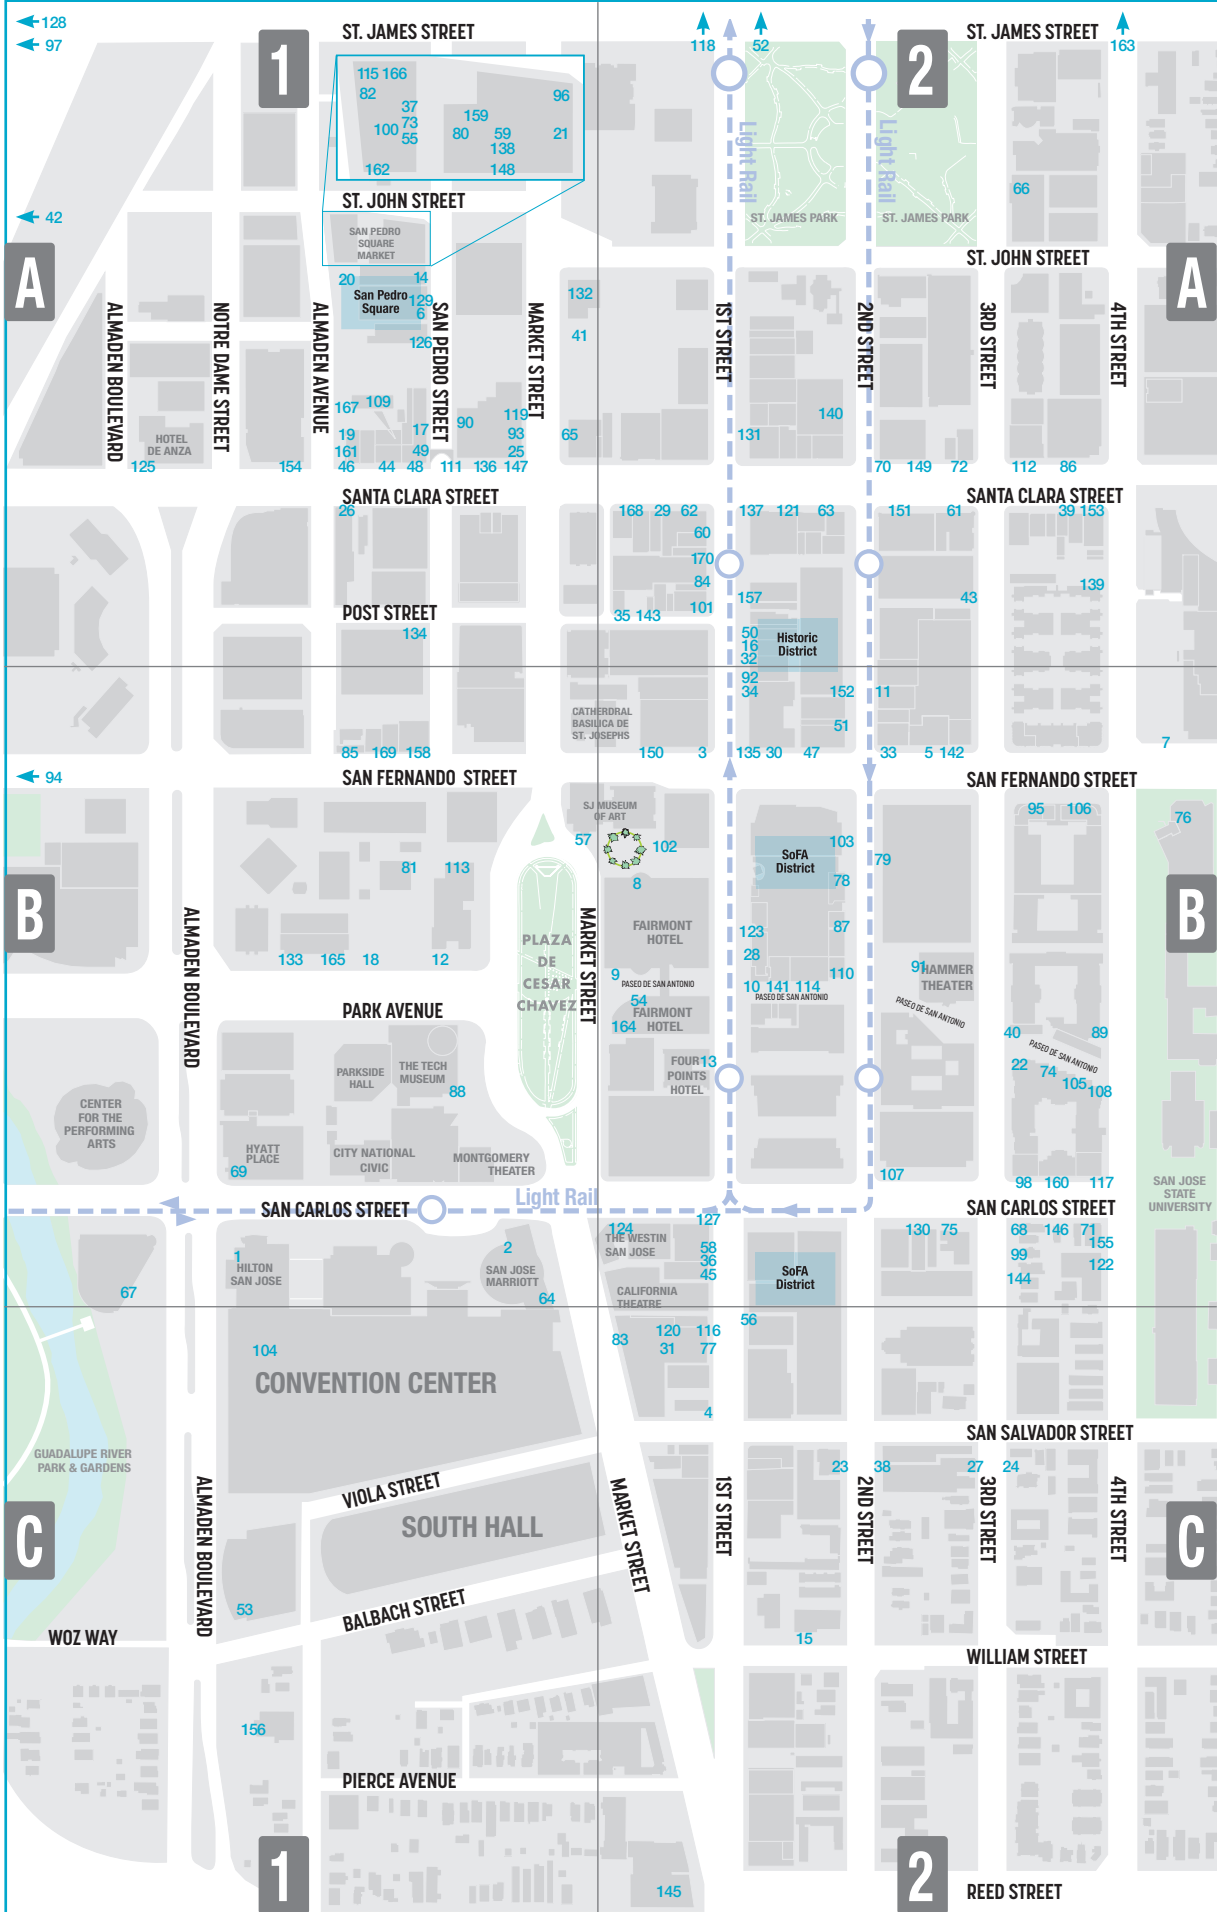 128
97
ST. JAMES STREET
1
118
52
2
ST. JAMES STREET
163
115 166
82
37
100
73
55
162
96
159
80
59
138
21
148
Light Rail
Light Rail
66
ST. JOHN STREET
42
SAN PEDRO
SQUARE
MARKET
ST. JAMES PARK
ST. JAMES PARK
ST. JOHN STREET
A
A
20
14
San Pedro
Square
129
6
126
132
41
ALMADEN BOULEVARD
NOTRE DAME STREET
ALMADEN AVENUE
SAN PEDRO STREET
MARKET STREET
1ST STREET
2ND STREET
3RD STREET
4TH STREET
167
109
19
17
161
49
90
119
93
25
65
131
140
HOTEL
DE ANZA
125
154
46
44
48
111
136
147
70
149
72
112
86
SANTA CLARA STREET
SANTA CLARA STREET
26
168
29
62
60
170
84
101
35 143
137
121
63
157
151
61
43
39 153
139
POST STREET
134
50
16
32
Historic
District
92
34
152
11
51
CATHERDRAL
BASILICA DE
ST. JOSEPHS
85
169
158
150
3
135 30
47
33
5 142
7
94
SAN FERNANDO STREET
SAN FERNANDO STREET
SJ MUSEUM
OF ART
57
102
8
SoFA
District
103
78
79
95
106
76
81
113
B
B
ALMADEN BOULEVARD
PLAZA
DE
CESAR
CHAVEZ
MARKET STREET
FAIRMONT
HOTEL
123
28
87
110
91
HAMMER
THEATER
133
165
18
12
9
PASEO DE SAN ANTONIO
54
FAIRMONT
HOTEL
164
10 141 114
PASEO DE SAN ANTONIO
PASEO DE SAN ANTONIO
PARK AVENUE
PARKSIDE
HALL
THE TECH
MUSEUM
88
FOUR
POINTS
HOTEL
13
40
89
PASEO DE SAN ANTONIO
22
74
105
108
CENTER
FOR THE
PERFORMING
ARTS
HYATT
PLACE
69
CITY NATIONAL
CIVIC
MONTGOMERY
THEATER
107
98
160
117
SAN JOSE
STATE
UNIVERSITY
Light Rail
SAN CARLOS STREET
SAN CARLOS STREET
1
HILTON
SAN JOSE
2
SAN JOSE
MARRIOTT
64
67
124
THE WESTIN
SAN JOSE
127
58
36
45
CALIFORNIA
THEATRE
SoFA
District
130 75
68
146
71
155
99
122
144
83
120
31
116
77
56
4
104
CONVENTION CENTER
GUADALUPE RIVER
PARK & GARDENS
SAN SALVADOR STREET
VIOLA STREET
SOUTH HALL
BALBACH STREET
MARKET STREET
1ST STREET
2ND STREET
3RD STREET
4TH STREET
23
38
27
24
C
C
ALMADEN BOULEVARD
53
WOZ WAY
15
WILLIAM STREET
156
PIERCE AVENUE
1
145
2
REED STREET